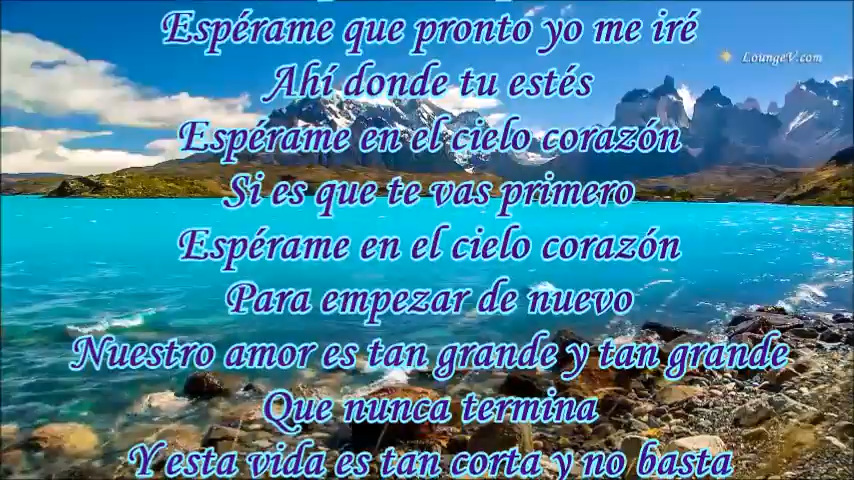 Espérame que pronto yo me iré
LoungeV.com
Ahí donde tu estés
Espérame en el cielo corazón
Si es que te vas primero
Espérame en el cielo corazón
Para empezar de nuevo
Nuestro amor es tan grande y tan grande
Que nunca termina
Y esta vida es tan corta y no basta